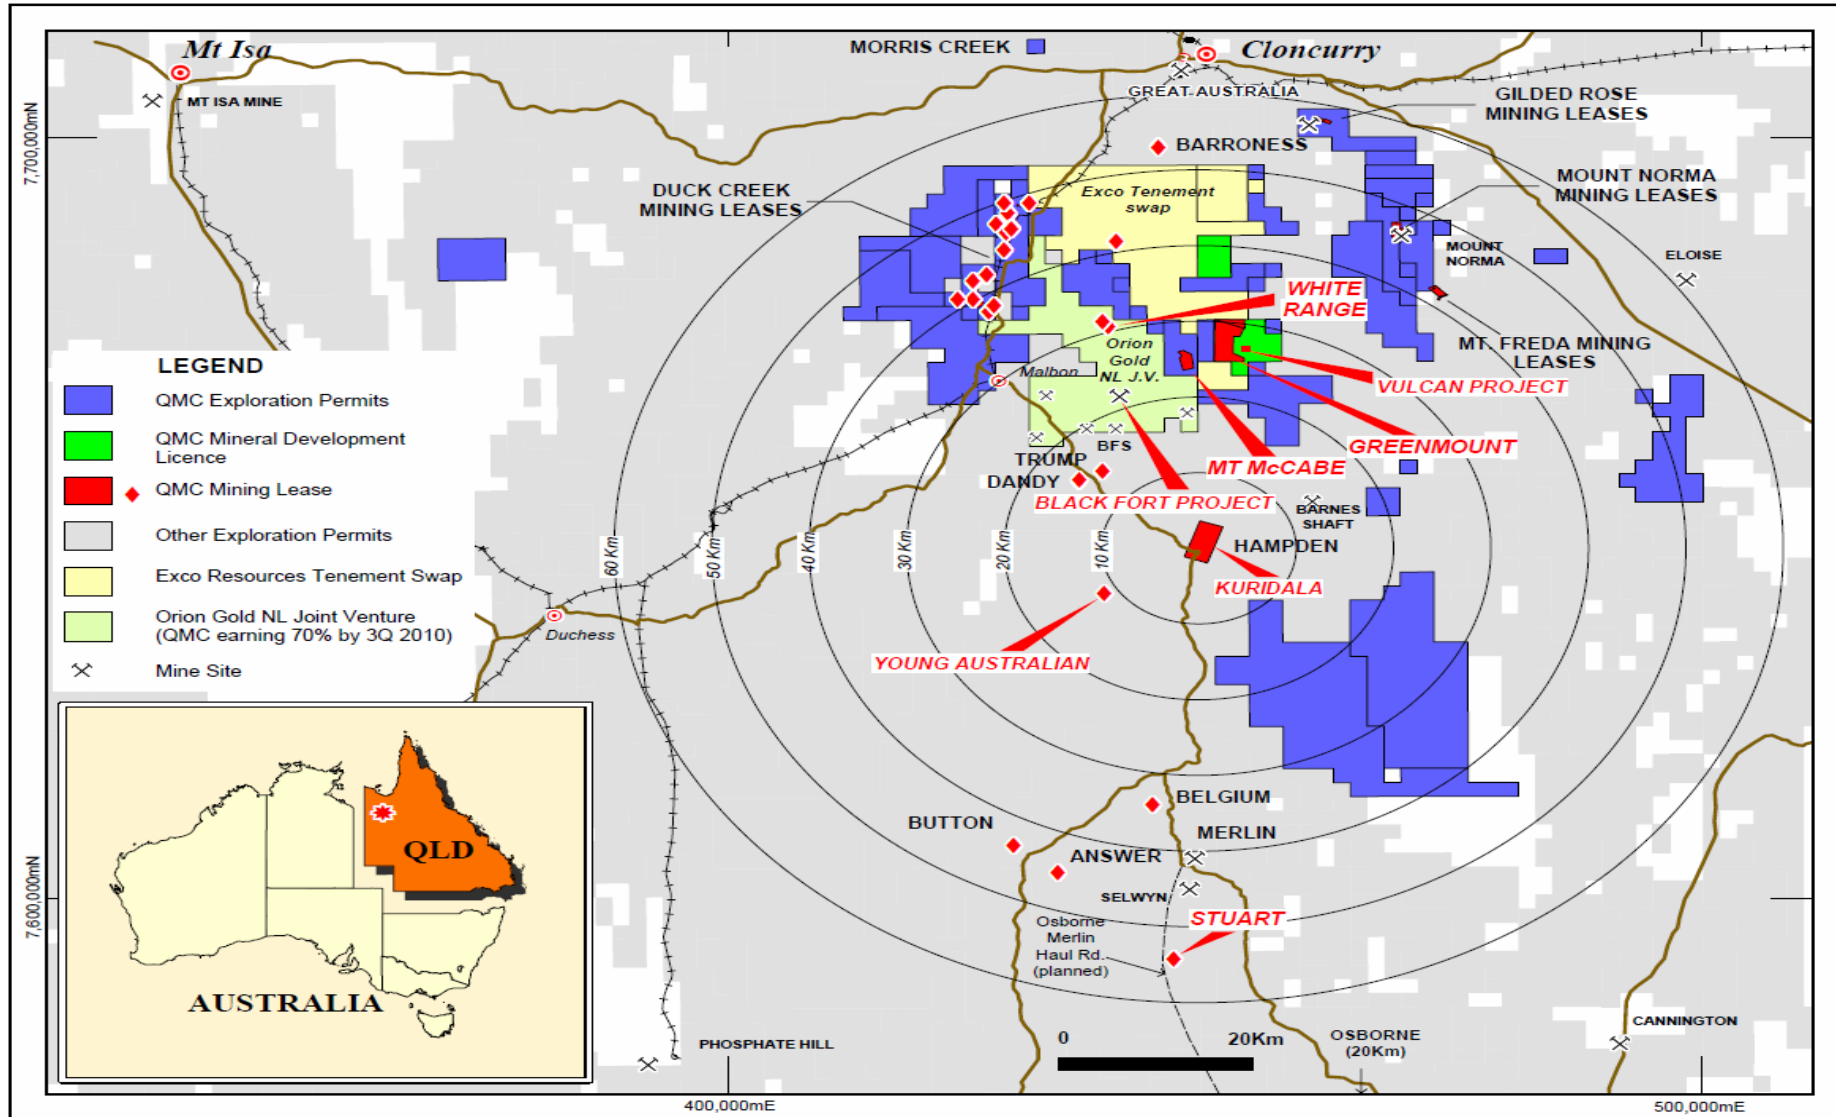 Mt Isa
MORRIS CREEK
Cloncurry
MT ISA MINE
GREAT AUSTRALIA
GILDED ROSE
MINING LEASES
7,700,000mN
BARRONESS
DUCK CREEK
MINING LEASES
Exco Tenement
swap
MOUNT NORMA
MINING LEASES
MOUNT
NORMA
ELOISE
WHITE
RANGE
Orion
Gold
NL J.V.
MT. FREDA MINING
LEASES
Malbon
VULCAN PROJECT
GREENMOUNT
MT McCABE
BFS
TRUMP
DANDY
BLACK FORT PROJECT
BARNES
SHAFT
HAMPDEN
KURIDALA
60 Km
50 Km
40 Km
30 Km
20 Km
10 Km
Duchess
YOUNG AUSTRALIAN
LEGEND
QMC Exploration Permits
QMC Mineral Development
Licence
QMC Mining Lease
Other Exploration Permits
Exco Resources Tenement Swap
Orion Gold NL Joint Venture
(QMC earning 70% by 3Q 2010)
Mine Site
QLD
AUSTRALIA
BELGIUM
BUTTON
MERLIN
ANSWER
SELWYN
7,600,000mN
STUART
Osborne
Merlin
Haul Rd.
(planned)
CANNINGTON
PHOSPHATE HILL
0 20Km
OSBORNE
(20Km)
400,000mE
500,000mE